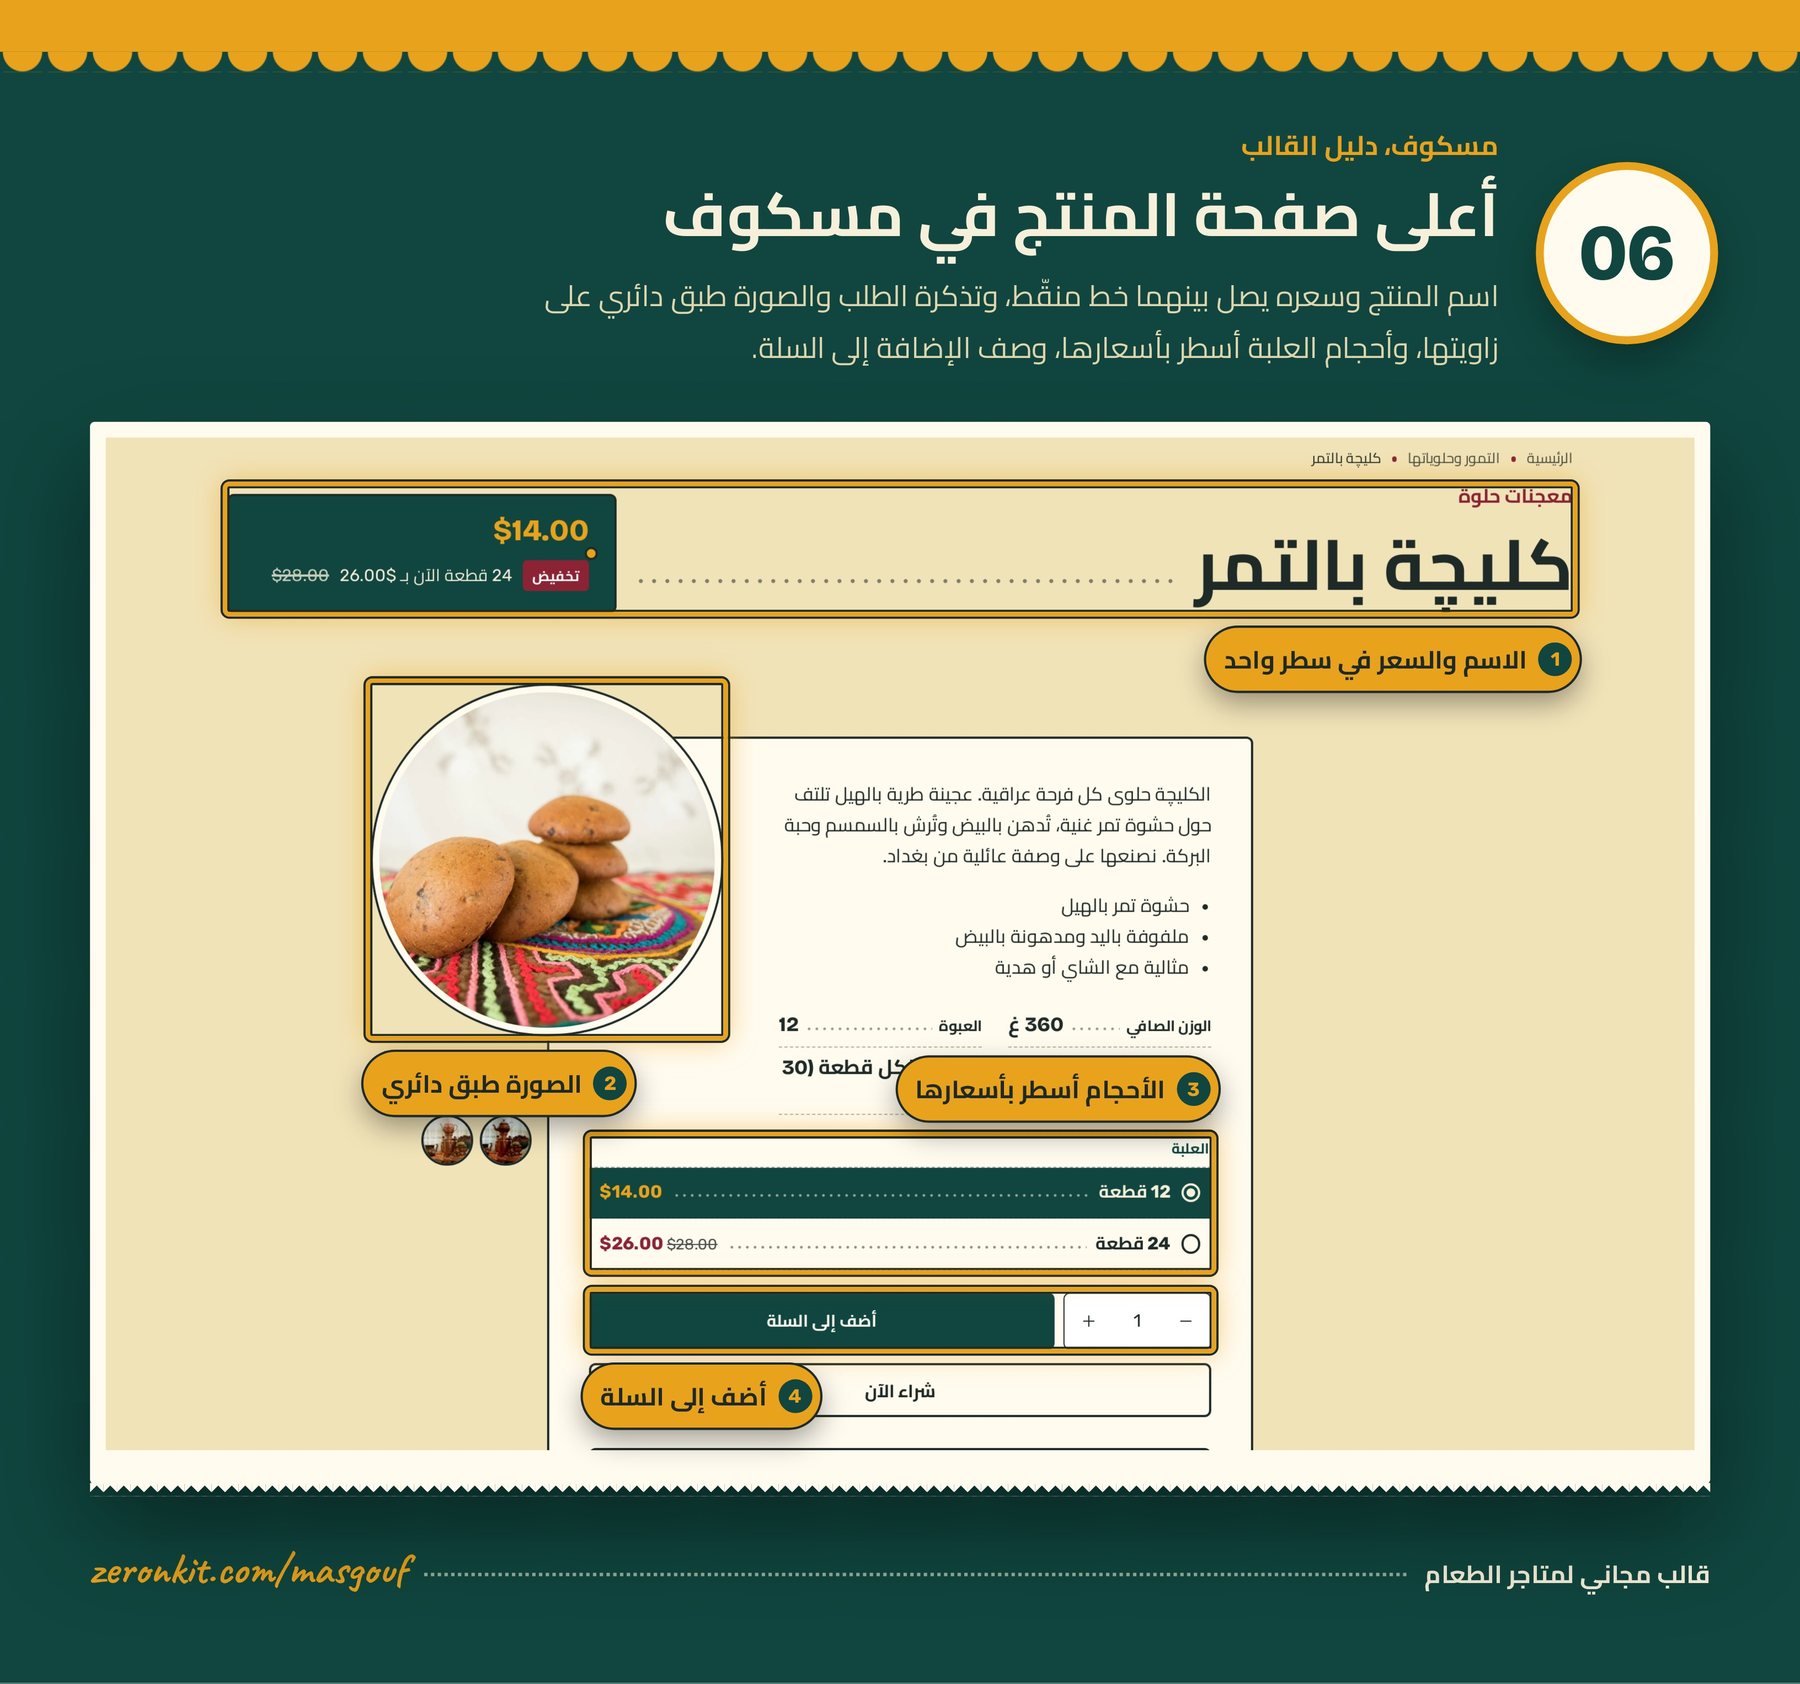 مسكوف، دليل القالب
أعلى صفحة المنتج في مسكوف
06
اسم المنتج وسعره يصل بينهما خط منقّط، وتذكرة الطلب والصورة طبق دائري على
زاويتها، وأحجام العلبة أسطر بأسعارها، وصف الإضافة إلى السلة.
الرئيسية • التمور وحلوياتها • كليچة بالتمر
معجنات حلوة
كليچة بالتمر
$14.00
تخفيض 24 قطعة الآن بـ $26.00 $28.00
1 الاسم والسعر في سطر واحد
الكليچة حلوى كل فرحة عراقية. عجينة طرية بالهيل تلتف
حول حشوة تمر غنية، تُدهن بالبيض وتُرش بالسمسم وحبة
البركة. نصنعها على وصفة عائلية من بغداد.
• حشوة تمر بالهيل
• ملفوفة باليد ومدهونة بالبيض
• مثالية مع الشاي أو هدية
الوزن الصافي 360 غ
العبوة 12
لكل قطعة (30
2 الصورة طبق دائري
3 الأحجام أسطر بأسعارها
العلبة
12 قطعة $14.00
24 قطعة $28.00 $26.00
− 1 +
أضف إلى السلة
شراء الآن
4 أضف إلى السلة
قالب مجاني لمتاجر الطعام
zeronkit.com/masgouf